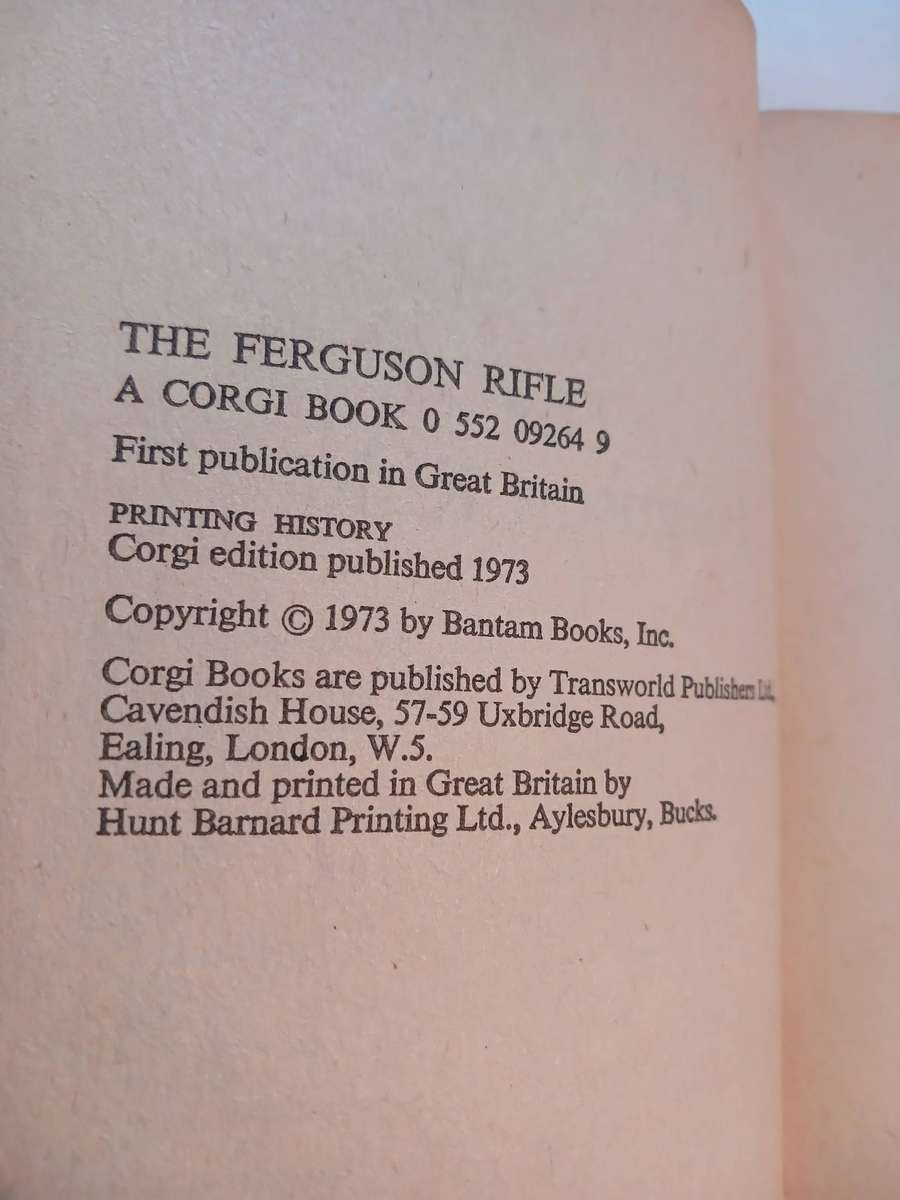 THE FERGUSON RIFLE
A CORGI BOOK 0 552 09264 9
First publication in Great Britain
PRINTING HISTORY
Corgi edition published 1973
Copyright © 1973 by Bantam Books, Inc.
Corgi Books are published by Transworld Publishers Ltd,
Cavendish House, 57-59 Uxbridge Road,
Ealing, London, W.5.
Made and printed in Great Britain by
Hunt Barnard Printing Ltd., Aylesbury, Bucks.